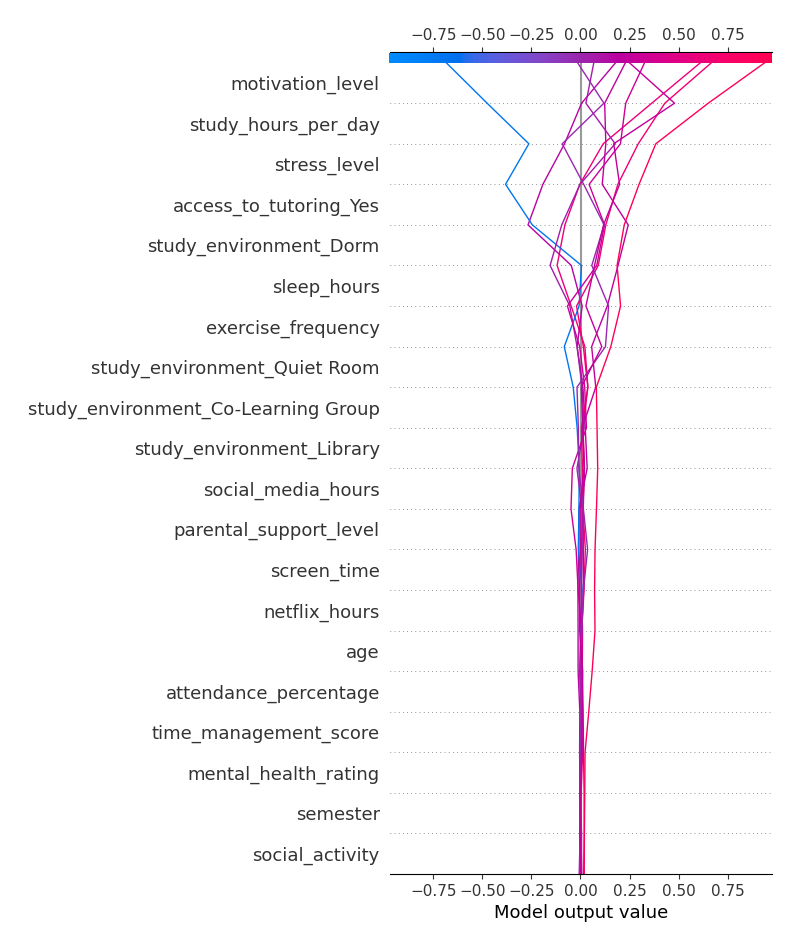 −0.75 −0.50 −0.25 0.00 0.25 0.50 0.75
motivation_level
study_hours_per_day
stress_level
access_to_tutoring_Yes
study_environment_Dorm
sleep_hours
exercise_frequency
study_environment_Quiet Room
study_environment_Co-Learning Group
study_environment_Library
social_media_hours
parental_support_level
screen_time
netflix_hours
age
attendance_percentage
time_management_score
mental_health_rating
semester
social_activity
−0.75 −0.50 −0.25 0.00 0.25 0.50 0.75
Model output value